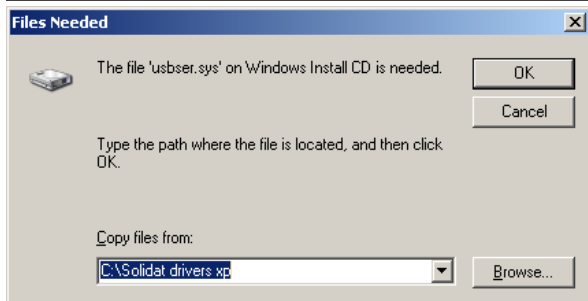 Files Needed
The file 'usbser.sys' on Windows Install CD is needed.
OK
Cancel
Type the path where the file is located, and then click
OK.
Copy files from:
C:\Solidat drivers xp
Browse...